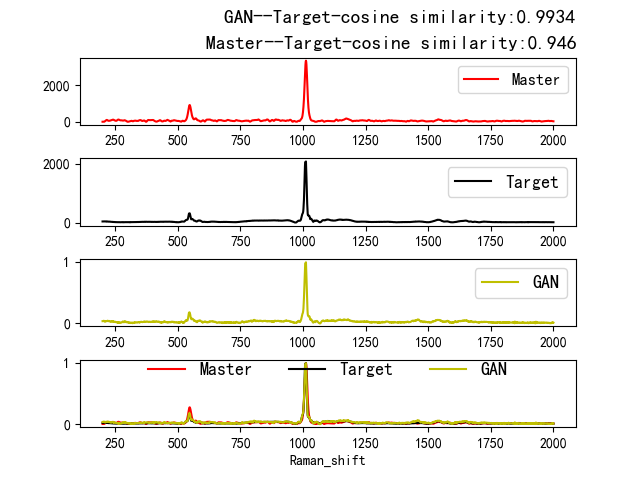 GAN--Target-cosine similarity:0.9934
Master--Target-cosine similarity:0.946
2000
0
Master
250 500 750 1000 1250 1500 1750 2000
2000
0
Target
250 500 750 1000 1250 1500 1750 2000
1
0
GAN
250 500 750 1000 1250 1500 1750 2000
1
0
Master Target GAN
250 500 750 1000 1250 1500 1750 2000
Raman_shift